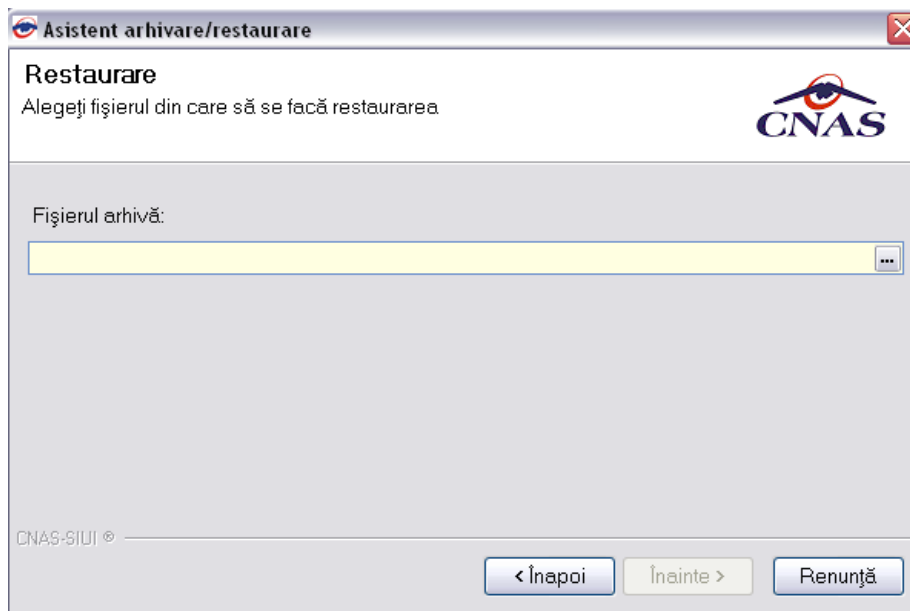 Asistent arhivare/restaurare
Restaurare
Alegeţi fişierul din care să se facă restaurarea
CNAS
Fişierul arhivă:
...
CNAS-SIUI ®
< Înapoi
Înainte >
Renunţă